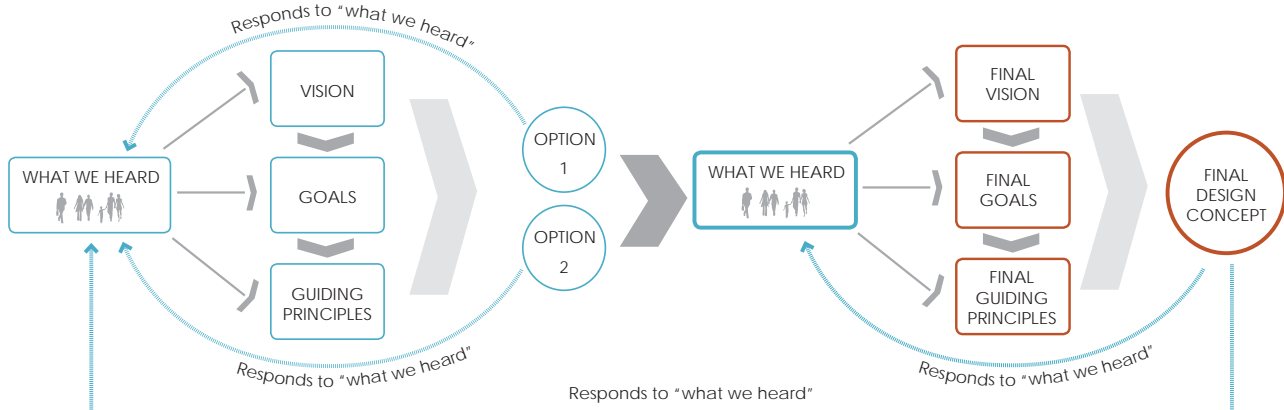 Responds to “what we heard”
WHAT WE HEARD
VISION
GOALS
GUIDING
PRINCIPLES
OPTION
1
OPTION
2
Responds to “what we heard”
WHAT WE HEARD
FINAL
VISION
FINAL
GOALS
FINAL
GUIDING
PRINCIPLES
FINAL
DESIGN
CONCEPT
Responds to “what we heard”
Responds to “what we heard”